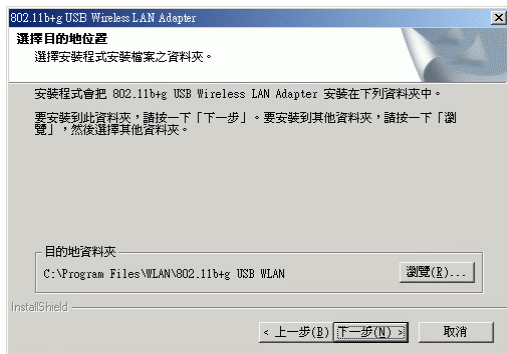 802.11b+g USB Wireless LAN Adapter
選擇目的地位置
選擇安裝程式安裝檔案之資料夾。
安裝程式會把 802.11b+g USB Wireless LAN Adapter 安裝在下列資料夾中。
要安裝到此資料夾，請按一下「下一步」。要安裝到其他資料夾，請按一下「瀏
覽」，然後選擇其他資料夾。
目的地資料夾
C:\Program Files\WLAN\802.11b+g USB WLAN
瀏覽(R)...
InstallShield
< 上一步(B)
下一步(N) >
取消